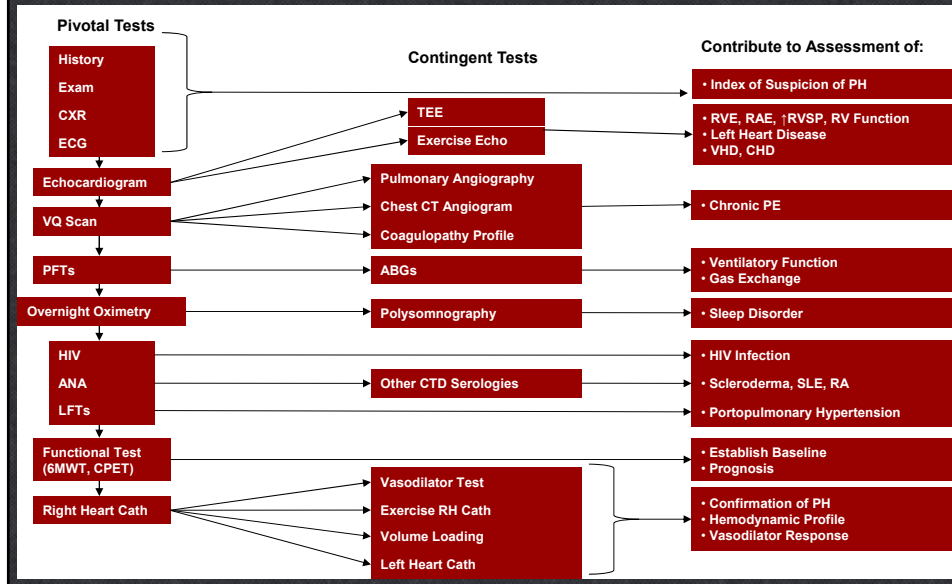 Pivotal Tests
Contingent Tests
Contribute to Assessment of:
History
Exam
CXR
ECG
• Index of Suspicion of PH
TEE
Exercise Echo
• RVE, RAE, ↑RVSP, RV Function
• Left Heart Disease
• VHD, CHD
Echocardiogram
VQ Scan
Pulmonary Angiography
Chest CT Angiogram
Coagulopathy Profile
• Chronic PE
PFTs
ABGs
• Ventilatory Function
• Gas Exchange
Overnight Oximetry
Polysomnography
• Sleep Disorder
HIV
ANA
LFTs
Other CTD Serologies
• HIV Infection
• Scleroderma, SLE, RA
• Portopulmonary Hypertension
Functional Test
(6MWT, CPET)
• Establish Baseline
• Prognosis
Right Heart Cath
Vasodilator Test
Exercise RH Cath
Volume Loading
Left Heart Cath
• Confirmation of PH
• Hemodynamic Profile
• Vasodilator Response